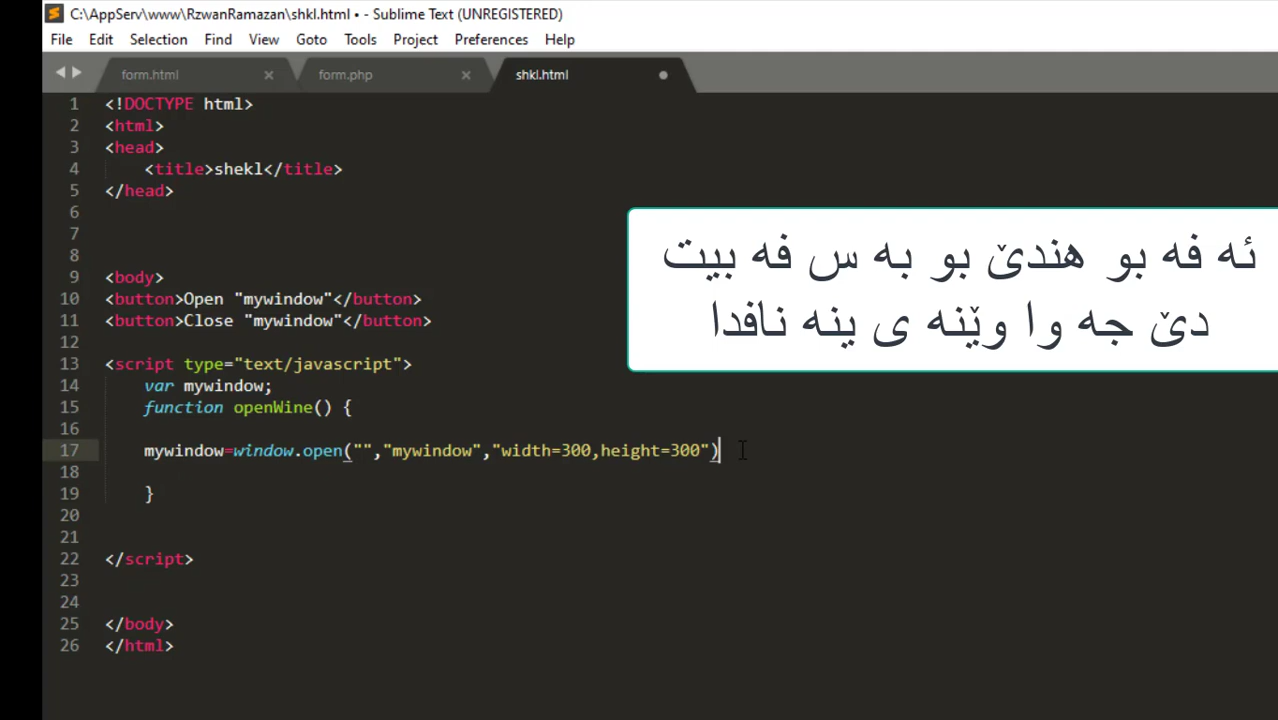 C:\AppServ\www\RzwanRamazan\shkl.html • - Sublime Text (UNREGISTERED)
File Edit Selection Find View Goto Tools Project Preferences Help
form.html form.php shkl.html
1 <!DOCTYPE html>
2 <html>
3 <head>
4 <title>shekl</title>
5 </head>
6
7
8
9 <body>
10 <button>Open "mywindow"</button>
11 <button>Close "mywindow"</button>
12
13 <script type="text/javascript">
14 var mywindow;
15 function openWine() {
16
17 mywindow=window.open("","mywindow","width=300,height=300")
18
19 }
20
21
22 </script>
23
24
25 </body>
26 </html>
ئه فه بو هندێ بو به س فه بیت
دێ جه وا وێنه ی ینه نافدا